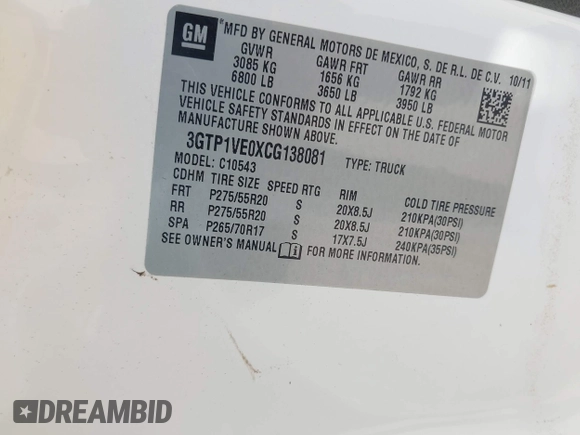 GM
MFD BY GENERAL MOTORS DE MEXICO, S. DE R.L. DE C.V. 10/11
GVWR GAWR FRT GAWR RR
3085 KG 1656 KG 1792 KG
6800 LB 3650 LB 3950 LB
THIS VEHICLE CONFORMS TO ALL APPLICABLE U.S. FEDERAL MOTOR
VEHICLE SAFETY STANDARDS IN EFFECT ON THE DATE OF
MANUFACTURE SHOWN ABOVE.
3GTP1VE0XCG138081 TYPE: TRUCK
MODEL: C10543
CDHM TIRE SIZE SPEED RTG RIM COLD TIRE PRESSURE
FRT P275/55R20 S 20X8.5J 210KPA(30PSI)
RR P275/55R20 S 20X8.5J 210KPA(30PSI)
SPA P265/70R17 S 17X7.5J 240KPA(35PSI)
SEE OWNER'S MANUAL FOR MORE INFORMATION.
DREAMBID